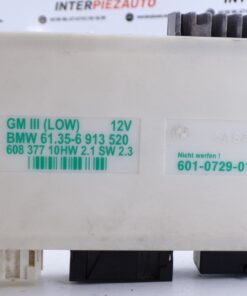 INTERPIEZAUTO
INTERPIEZAUTO
GM III (LOW) 12V
BMW 61.35-6 913 520
608 377 10HW 2.1 SW 2.3
Nicht werfen !
601-0729-01